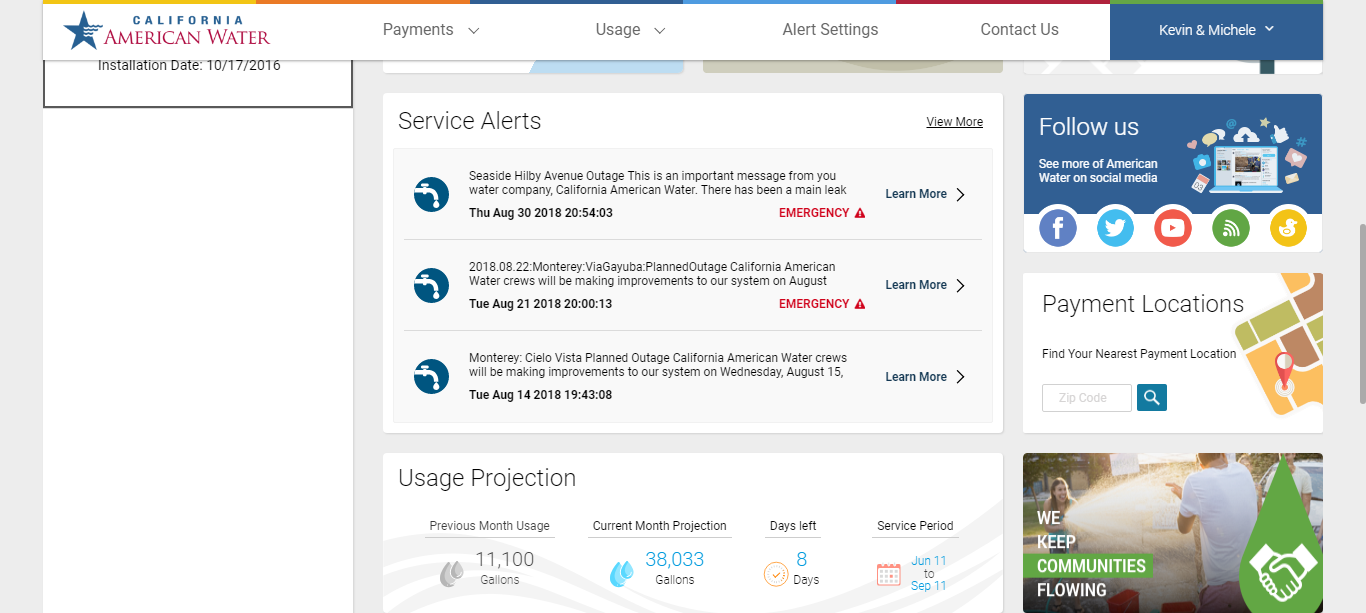 CALIFORNIA
AMERICAN WATER
Payments
Usage
Alert Settings
Contact Us
Kevin & Michele
Installation Date: 10/17/2016
Service Alerts
View More
Seaside Hilby Avenue Outage This is an important message from you
water company, California American Water. There has been a main leak
Thu Aug 30 2018 20:54:03
EMERGENCY
Learn More
2018.08.22:Monterey:ViaGayuba:PlannedOutage California American
Water crews will be making improvements to our system on August
Tue Aug 21 2018 20:00:13
EMERGENCY
Learn More
Monterey: Cielo Vista Planned Outage California American Water crews
will be making improvements to our system on Wednesday, August 15,
Tue Aug 14 2018 19:43:08
Learn More
Usage Projection
Previous Month Usage
11,100
Gallons
Current Month Projection
38,033
Gallons
Days left
8
Days
Service Period
Jun 11
to
Sep 11
Follow us
See more of American
Water on social media
Payment Locations
Find Your Nearest Payment Location
Zip Code
WE
KEEP
COMMUNITIES
FLOWING